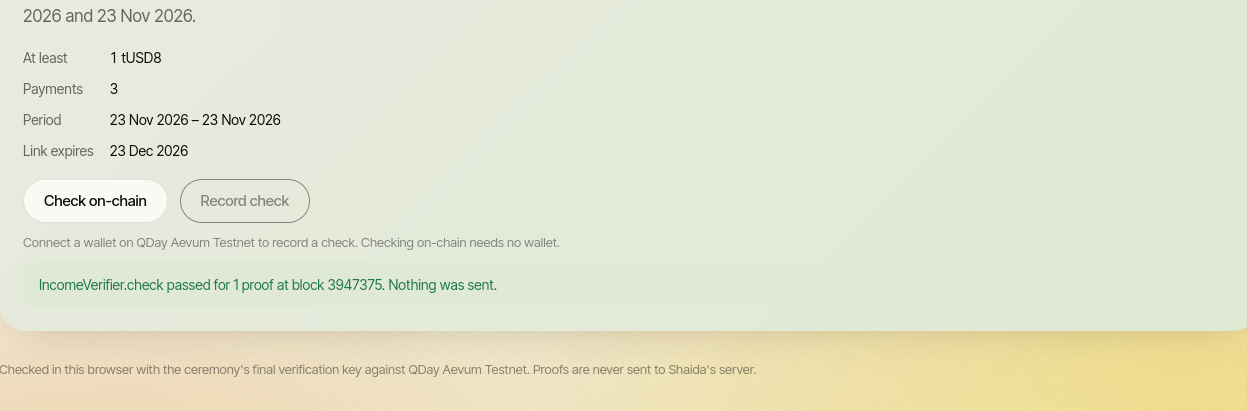 2026 and 23 Nov 2026.
At least 1 tUSD8
Payments 3
Period 23 Nov 2026 – 23 Nov 2026
Link expires 23 Dec 2026
Check on-chain Record check
Connect a wallet on QDay Aevum Testnet to record a check. Checking on-chain needs no wallet.
IncomeVerifier.check passed for 1 proof at block 3947375. Nothing was sent.
Checked in this browser with the ceremony's final verification key against QDay Aevum Testnet. Proofs are never sent to Shaida's server.